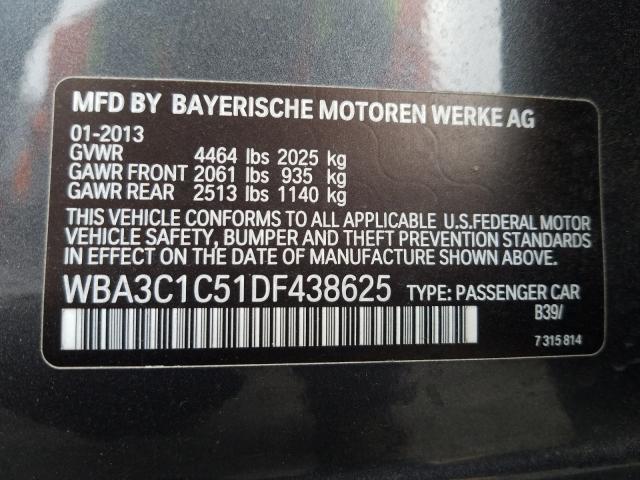 MFD BY BAYERISCHE MOTOREN WERKE AG
01-2013
GVWR 4464 lbs 2025 kg
GAWR FRONT 2061 lbs 935 kg
GAWR REAR 2513 lbs 1140 kg
THIS VEHICLE CONFORMS TO ALL APPLICABLE U.S.FEDERAL MOTOR
VEHICLE SAFETY, BUMPER AND THEFT PREVENTION STANDARDS
IN EFFECT ON THE DATE OF MANUFACTURE SHOWN ABOVE.
WBA3C1C51DF438625 TYPE: PASSENGER CAR
B39/
7 315 814